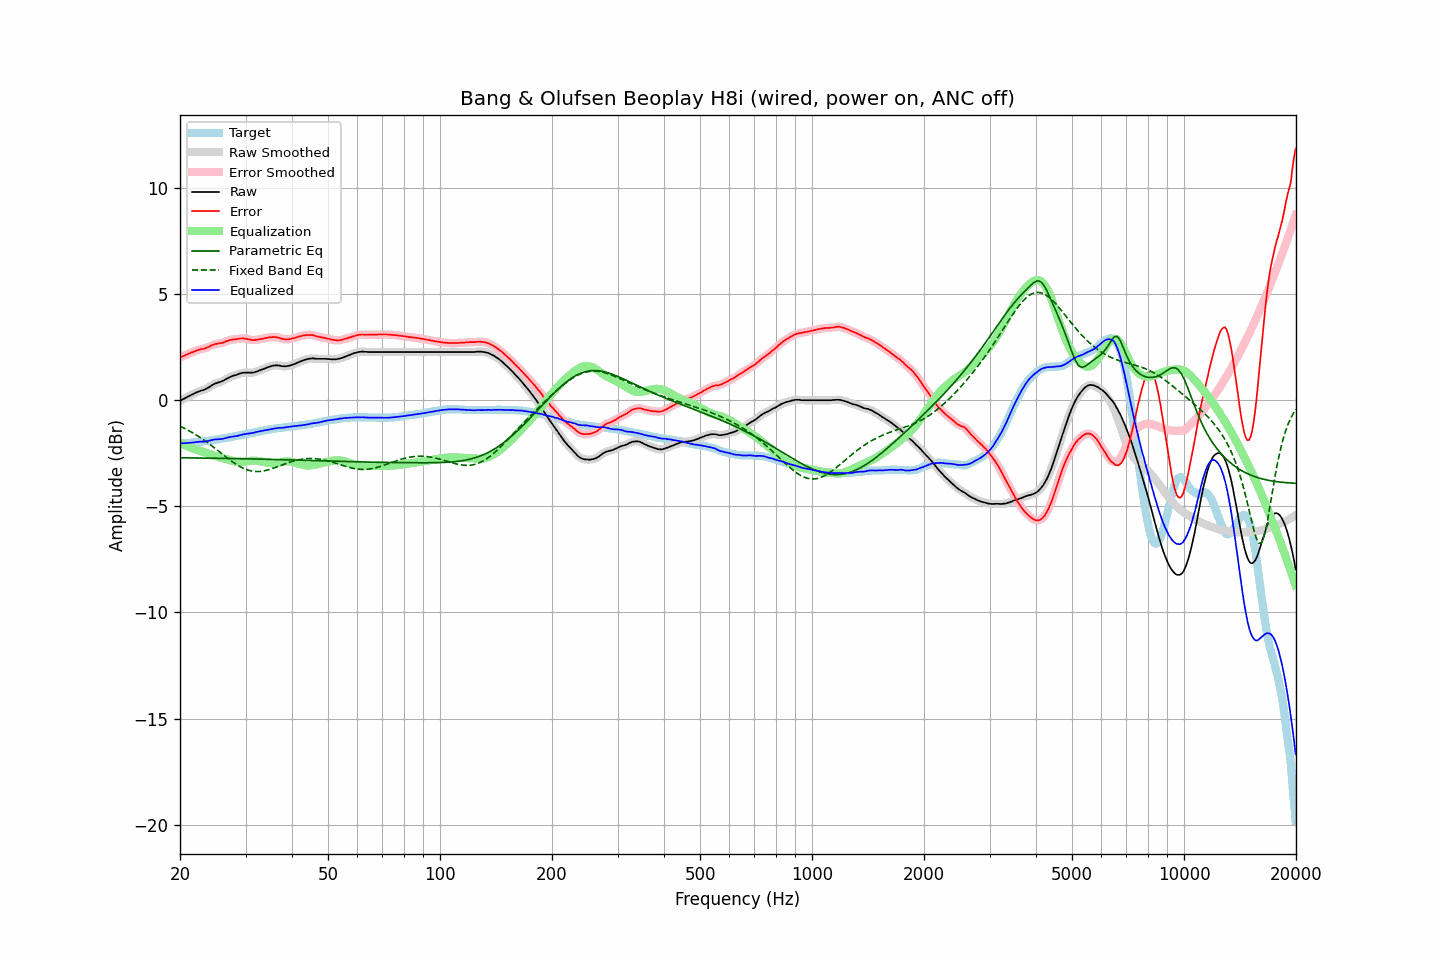 Bang & Olufsen Beoplay H8i (wired, power on, ANC off)
Target
Raw Smoothed
Error Smoothed
Raw
Error
Equalization
Parametric Eq
Fixed Band Eq
Equalized
10
5
0
−5
−10
−15
−20
Amplitude (dBr)
20 50 100 200 500 1000 2000 5000 10000 20000
Frequency (Hz)